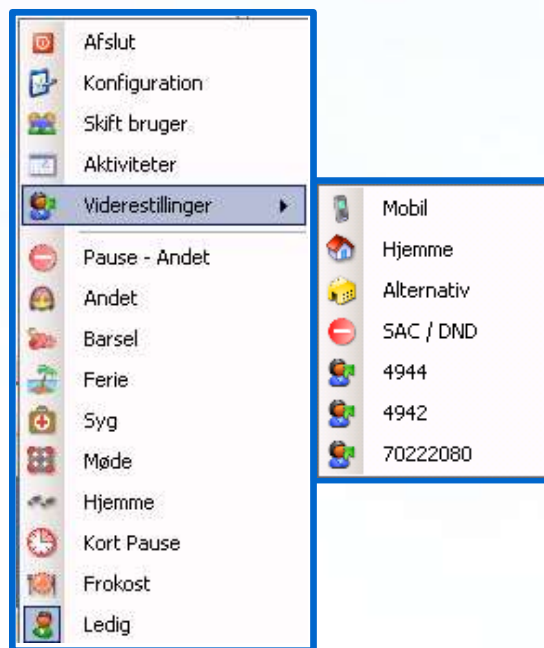 Afslut
Konfiguration
Skift bruger
Aktiviteter
Viderestillinger
Pause - Andet
Andet
Barsel
Ferie
Syg
Møde
Hjemme
Kort Pause
Frokost
Ledig
Mobil
Hjemme
Alternativ
SAC / DND
4944
4942
70222080